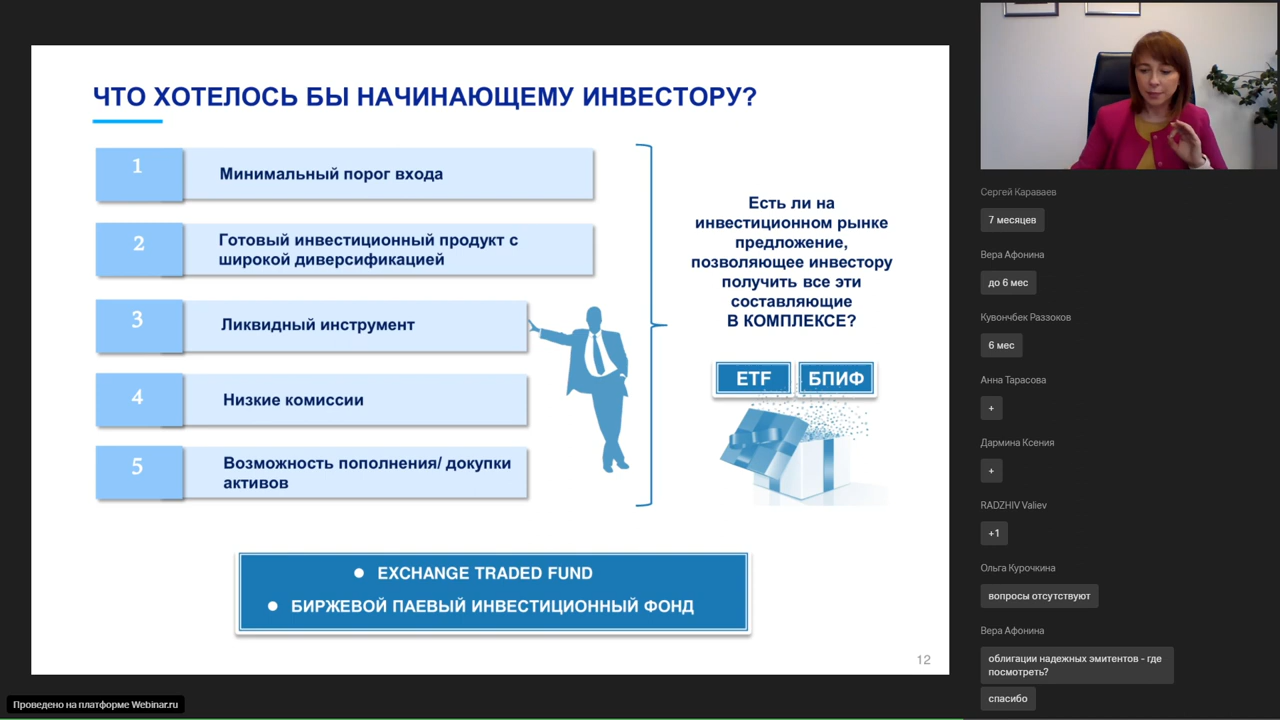 ЧТО ХОТЕЛОСЬ БЫ НАЧИНАЮЩЕМУ ИНВЕСТОРУ?
1
Минимальный порог входа
2
Готовый инвестиционный продукт с
широкой диверсификацией
3
Ликвидный инструмент
4
Низкие комиссии
5
Возможность пополнения/ докупки
активов
Есть ли на
инвестиционном рынке
предложение,
позволяющее инвестору
получить все эти
составляющие
В КОМПЛЕКСЕ?
ETF
БПИФ
● EXCHANGE TRADED FUND
● БИРЖЕВОЙ ПАЕВЫЙ ИНВЕСТИЦИОННЫЙ ФОНД
12
Проведено на платформе Webinar.ru
Сергей Караваев
7 месяцев
Вера Афонина
до 6 мес
Кувончбек Раззоков
6 мес
Анна Тарасова
+
Дармина Ксения
+
RADZHIV Valiev
+1
Ольга Курочкина
вопросы отсутствуют
Вера Афонина
облигации надежных эмитентов - где
посмотреть?
спасибо